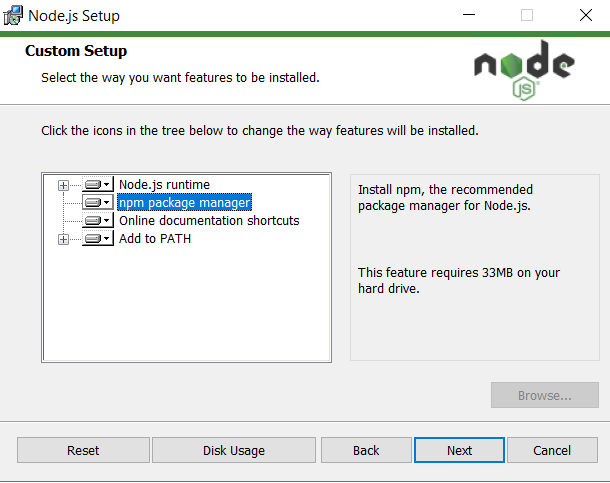 Node.js Setup
Custom Setup
Select the way you want features to be installed.
node
JS
Click the icons in the tree below to change the way features will be installed.
Node.js runtime
npm package manager
Online documentation shortcuts
Add to PATH
Install npm, the recommended
package manager for Node.js.
This feature requires 33MB on your
hard drive.
Browse...
Reset
Disk Usage
Back
Next
Cancel